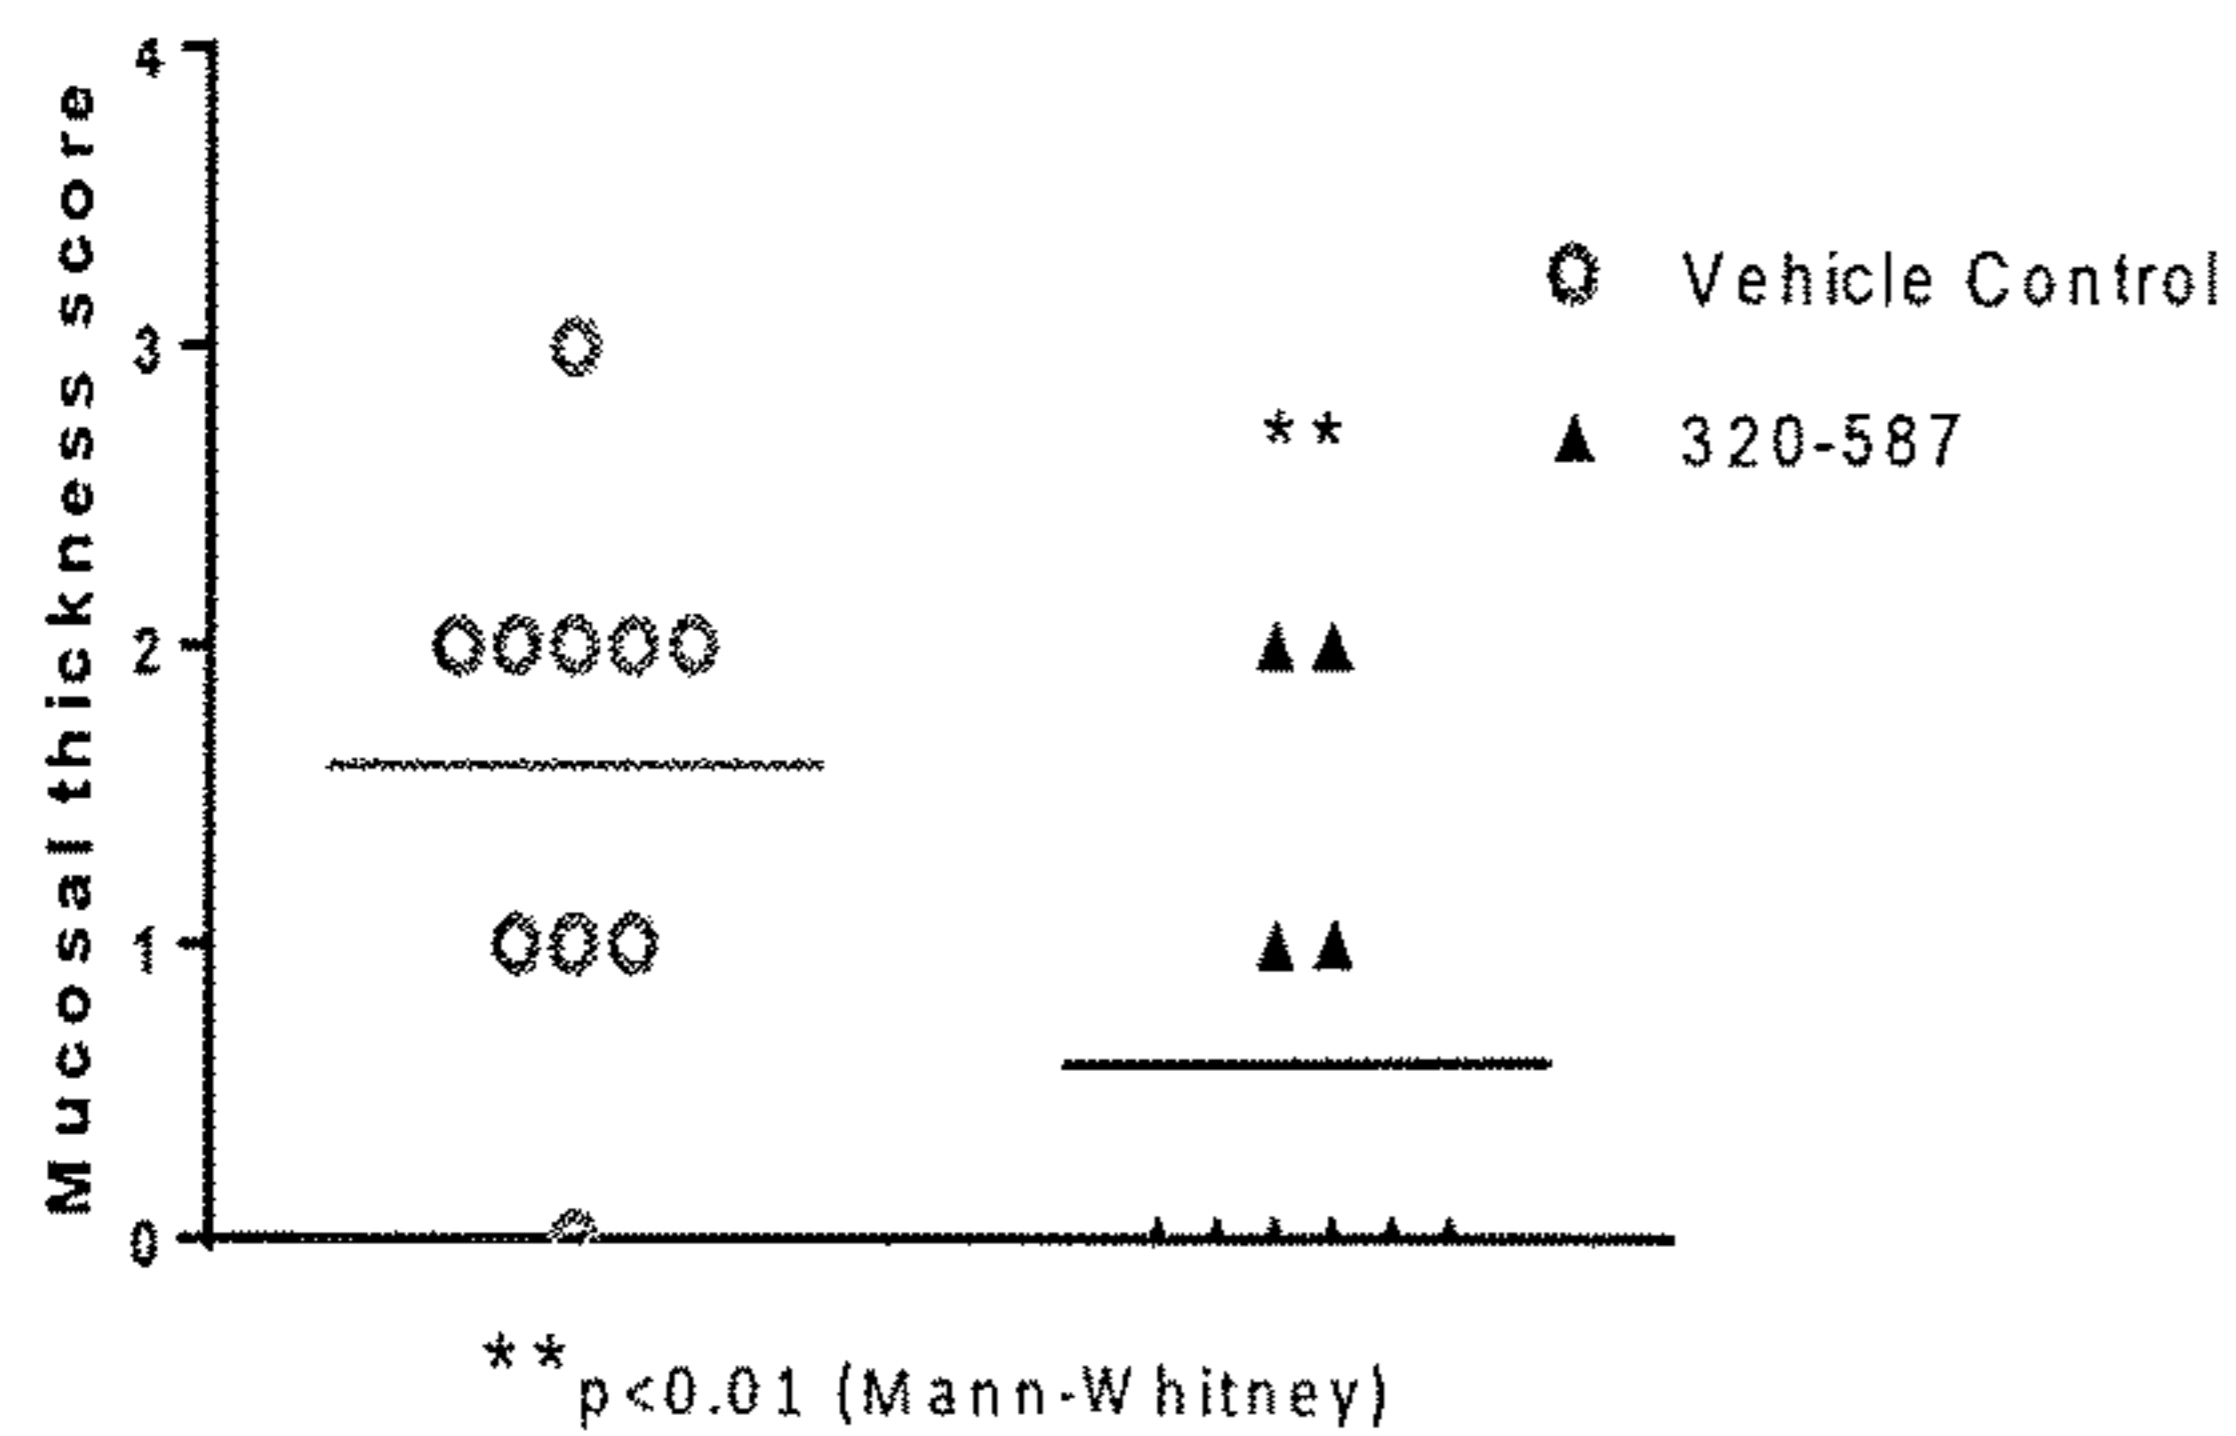 Mucosal thickness score
4
3
2
1
0
Vehicle Control
320-587
**
**p<0.01 (Mann-Whitney)